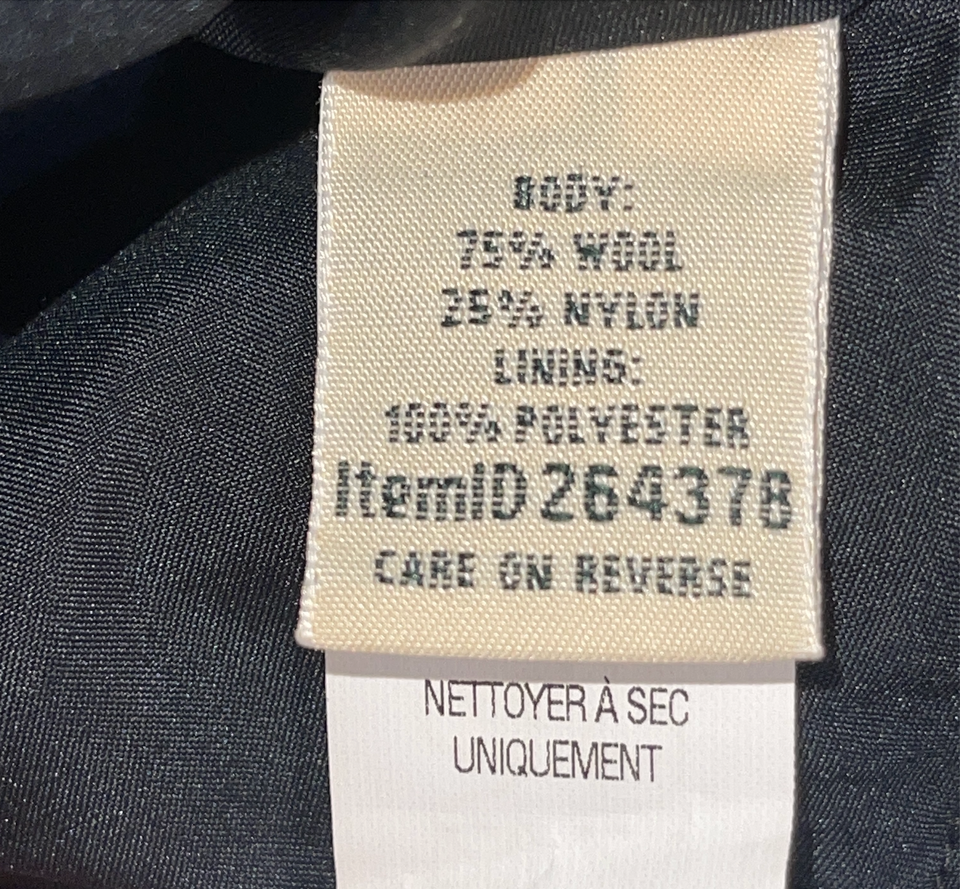 BODY:
75% WOOL
25% NYLON
LINING:
100% POLYESTER
ItemID 264378
CARE ON REVERSE
NETTOYER À SEC
UNIQUEMENT